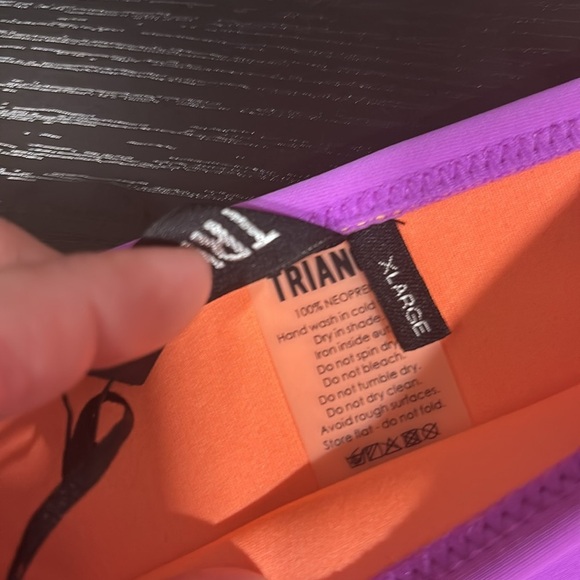 TRI
TRIAN
XLARGE
100% NEOPRE
Hand wash in cold
Dry in shade
Iron inside out
Do not spin dry
Do not bleach.
Do not tumble dry.
Do not dry clean.
Avoid rough surfaces.
Store flat - do not fold.